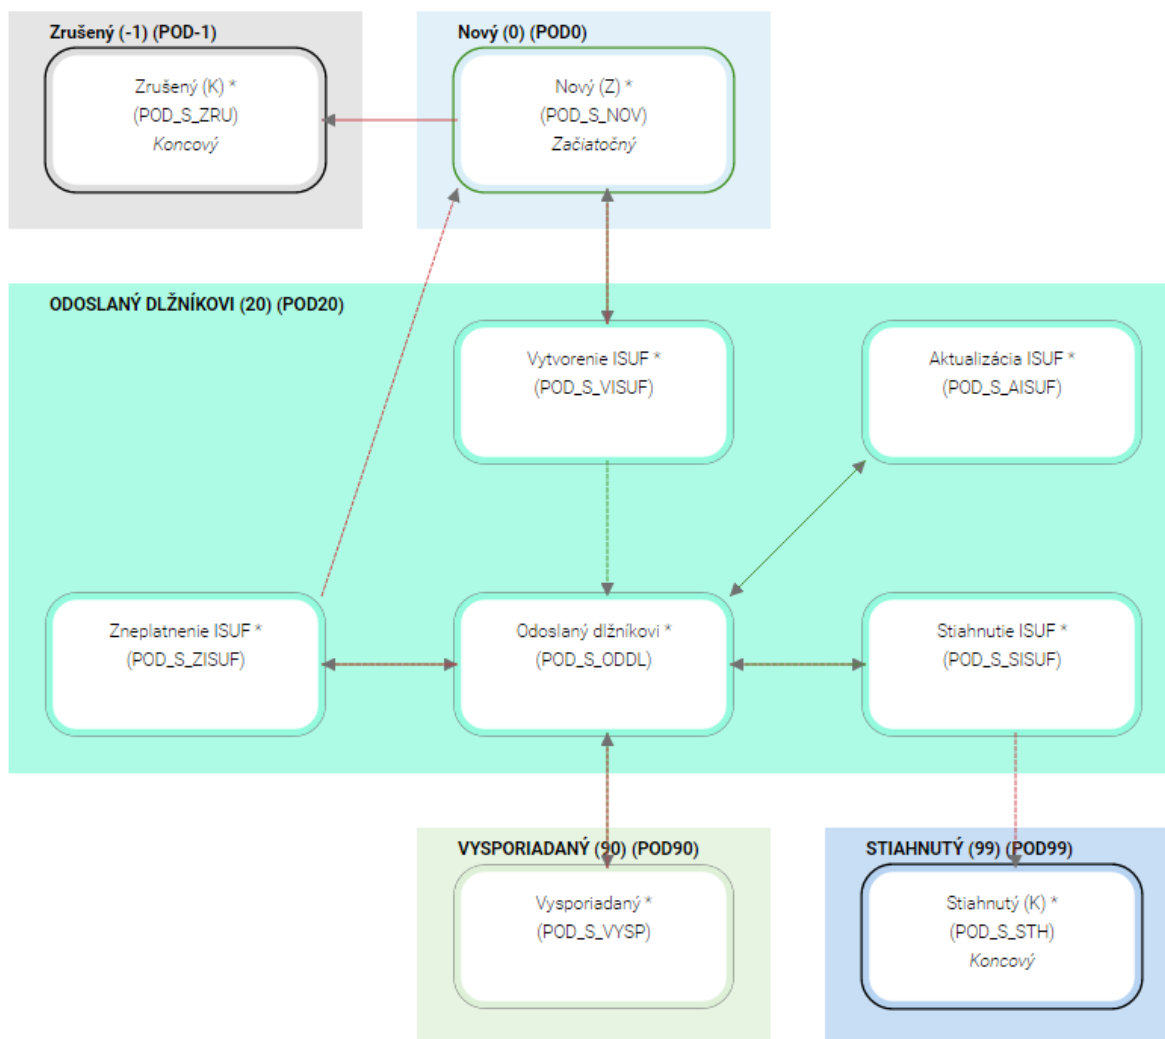 Zrušený (-1) (POD-1)
Zrušený (K) *
(POD_S_ZRU)
Koncový
Nový (0) (POD0)
Nový (Z) *
(POD_S_NOV)
Začiatočný
ODOSLANÝ DLŽNÍKOVI (20) (POD20)
Vytvorenie ISUF *
(POD_S_VISUF)
Aktualizácia ISUF *
(POD_S_AISUF)
Zneplatnenie ISUF *
(POD_S_ZISUF)
Odoslaný dlžníkovi *
(POD_S_ODDL)
Stiahnutie ISUF *
(POD_S_SISUF)
VYSPORIADANÝ (90) (POD90)
Vysporiadaný *
(POD_S_VYSP)
STIAHNUTÝ (99) (POD99)
Stiahnutý (K) *
(POD_S_STH)
Koncový